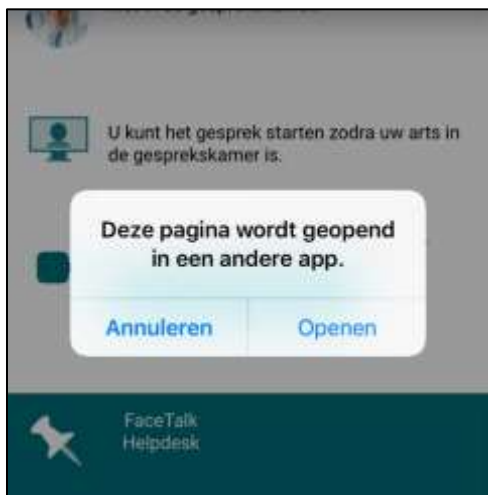 U kunt het gesprek starten zodra uw arts in
de gesprekskamer is.
Deze pagina wordt geopend
in een andere app.
Annuleren
Openen
FaceTalk
Helpdesk